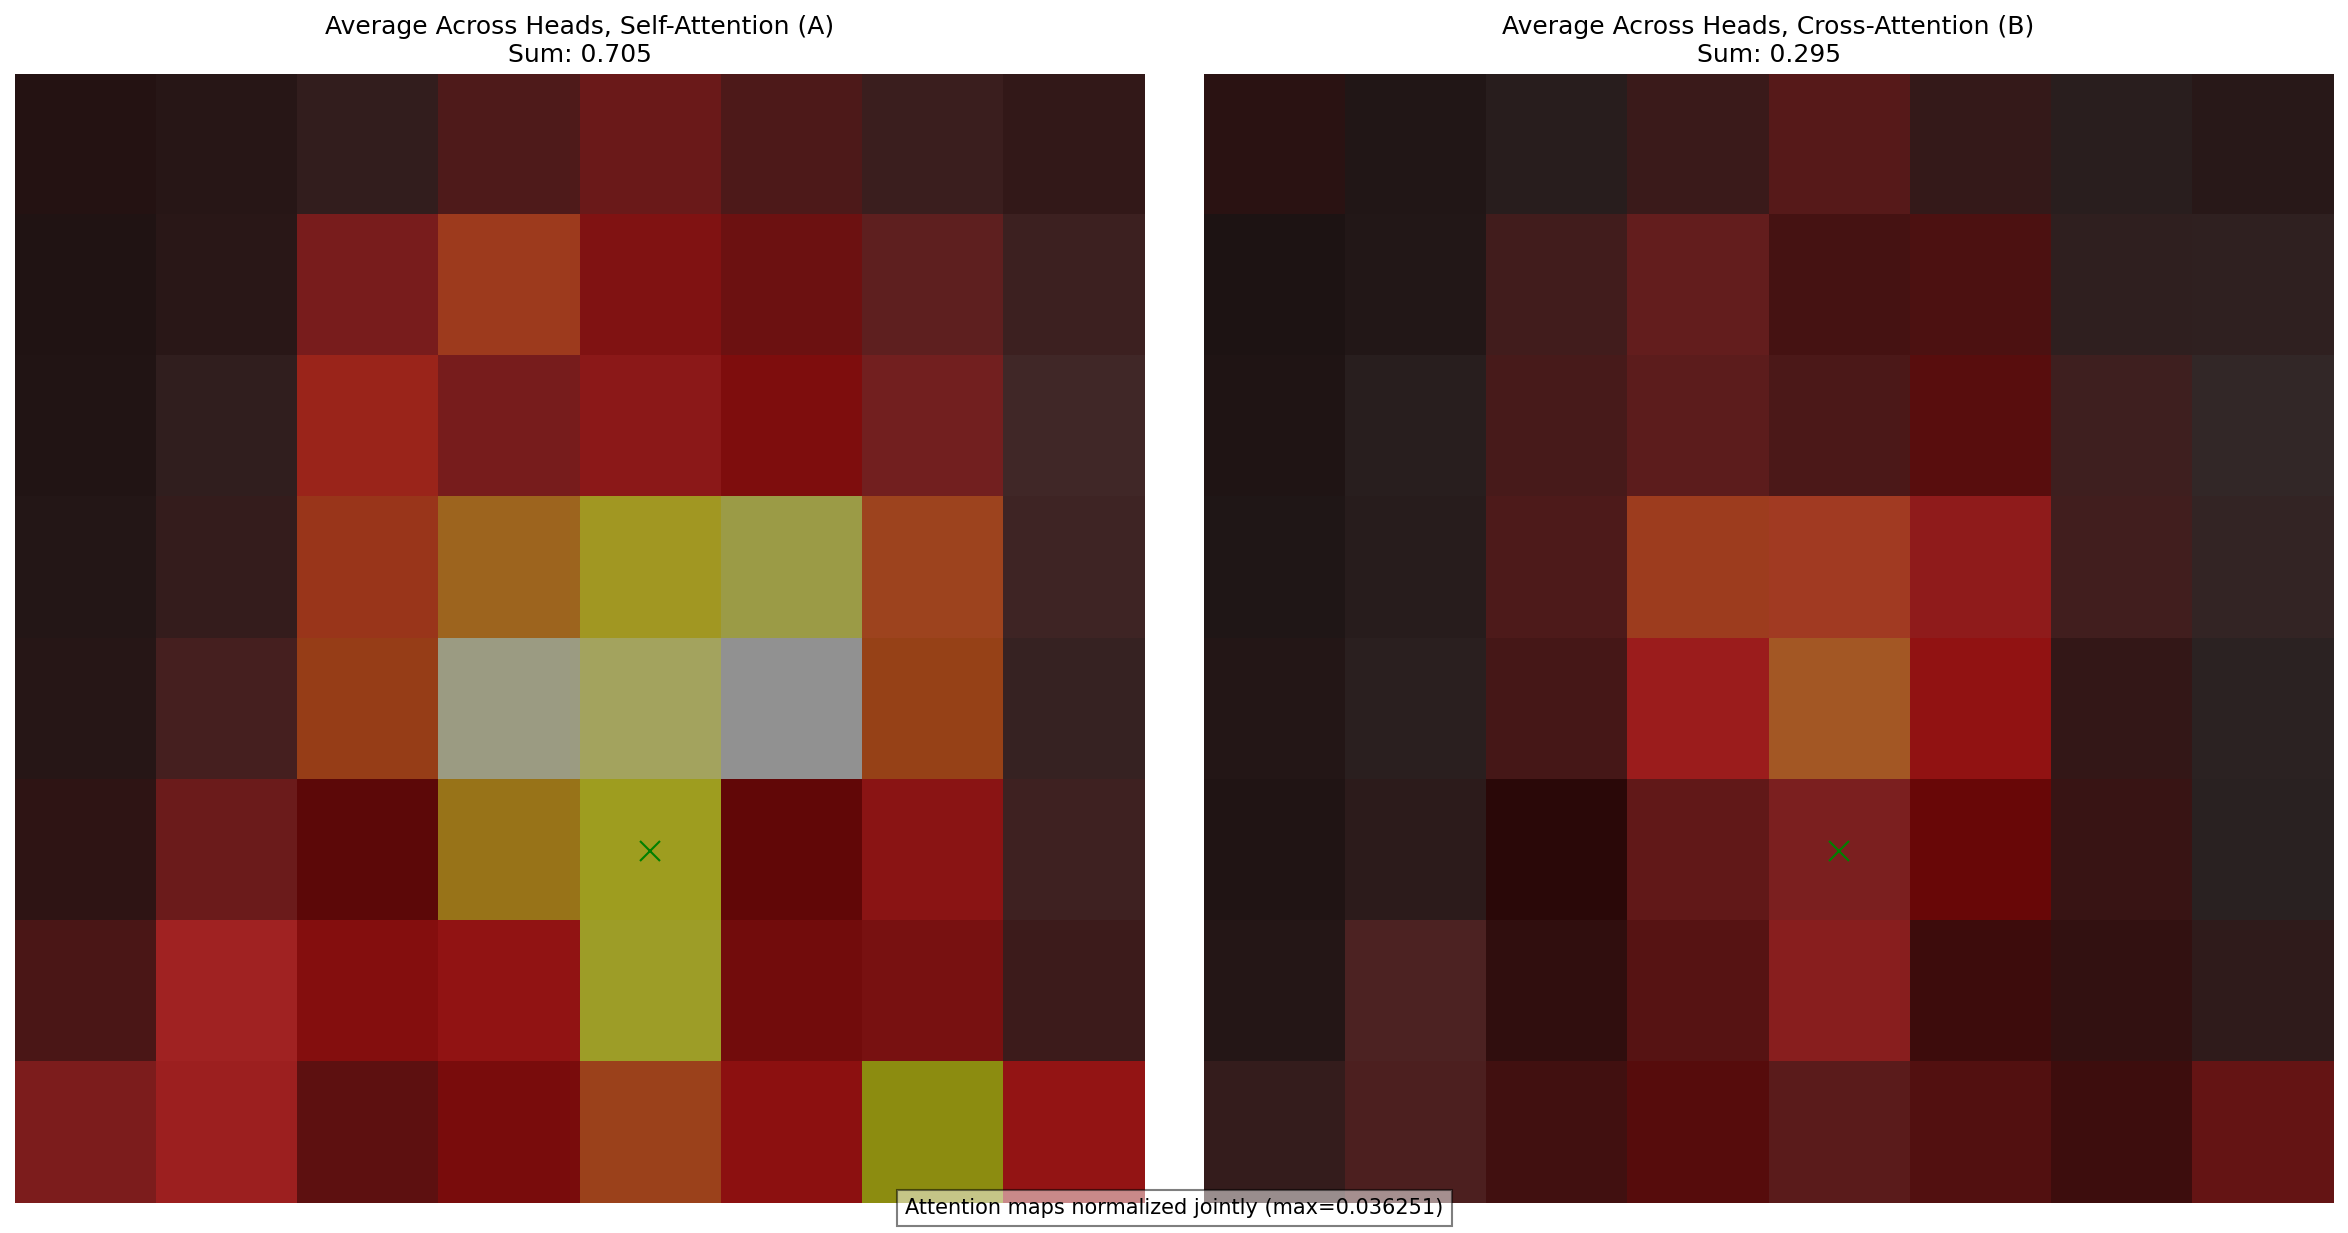 Average Across Heads, Self-Attention (A)
Sum: 0.705
Average Across Heads, Cross-Attention (B)
Sum: 0.295
Attention maps normalized jointly (max=0.036251)